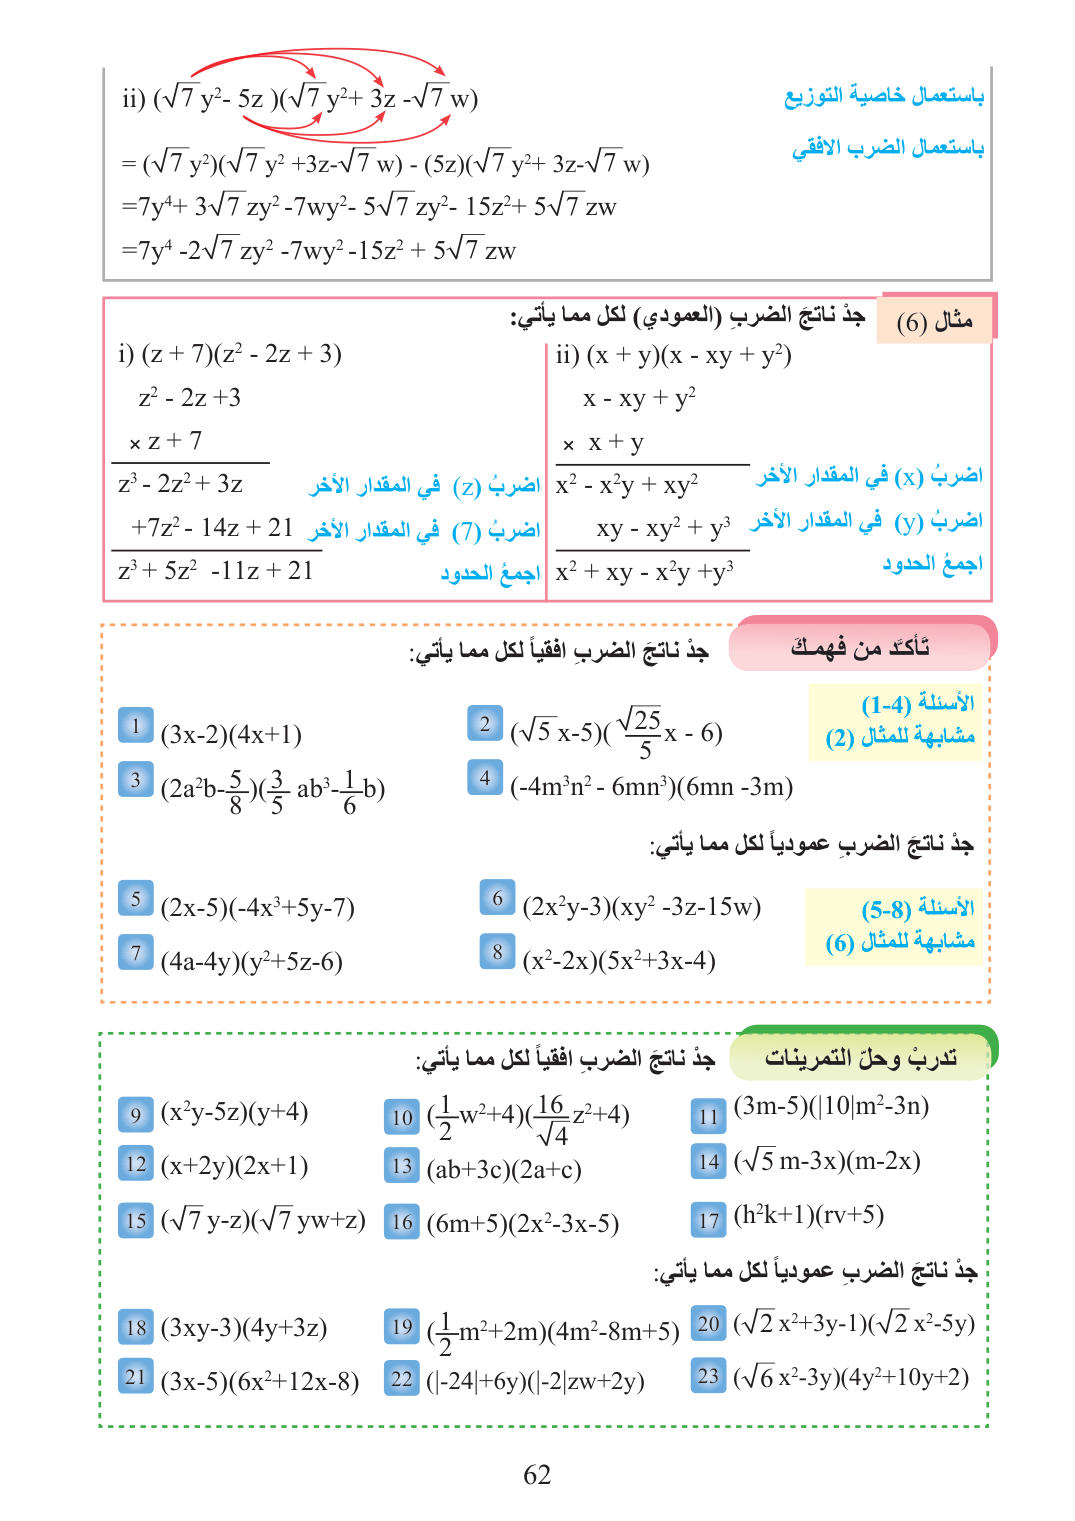 ii) (√7 y²- 5z )(√7 y²+ 3z -√7 w) باستعمال خاصية التوزيع
باستعمال الضرب الافقي
= (√7 y²)(√7 y² +3z-√7 w) - (5z)(√7 y²+ 3z-√7 w)
=7y⁴+ 3√7 zy² -7wy²- 5√7 zy²- 15z²+ 5√7 zw
=7y⁴ -2√7 zy² -7wy² -15z² + 5√7 zw
مثال (6) جدْ ناتجَ الضربِ (العمودي) لكل مما يأتي:
i) (z + 7)(z² - 2z + 3)
z² - 2z +3
× z + 7
z³ - 2z² + 3z اضربُ (z) في المقدار الأخر
+7z² - 14z + 21 اضربُ (7) في المقدار الأخر
z³ + 5z² -11z + 21 اجمعُ الحدود
ii) (x + y)(x - xy + y²)
x - xy + y²
× x + y
x² - x²y + xy² اضربُ (x) في المقدار الأخر
xy - xy² + y³ اضربُ (y) في المقدار الأخر
x² + xy - x²y +y³ اجمعُ الحدود
تَأكـَّد من فهمـكَ جدْ ناتجَ الضربِ افقياً لكل مما يأتي:
الأسئلة (1-4)
مشابهة للمثال (2)
1 (3x-2)(4x+1) 2 (√5 x-5)(√25/5 x - 6)
3 (2a²b-5/8)(3/5 ab³-1/6 b) 4 (-4m³n² - 6mn³)(6mn -3m)
جدْ ناتجَ الضربِ عمودياً لكل مما يأتي:
الأسئلة (5-8)
مشابهة للمثال (6)
5 (2x-5)(-4x³+5y-7) 6 (2x²y-3)(xy² -3z-15w)
7 (4a-4y)(y²+5z-6) 8 (x²-2x)(5x²+3x-4)
تدربْ وحلّ التمرينات جدْ ناتجَ الضربِ افقياً لكل مما يأتي:
9 (x²y-5z)(y+4) 10 (1/2 w²+4)(16/√4 z²+4) 11 (3m-5)(|10|m²-3n)
12 (x+2y)(2x+1) 13 (ab+3c)(2a+c) 14 (√5 m-3x)(m-2x)
15 (√7 y-z)(√7 yw+z) 16 (6m+5)(2x²-3x-5) 17 (h²k+1)(rv+5)
جدْ ناتجَ الضربِ عمودياً لكل مما يأتي:
18 (3xy-3)(4y+3z) 19 (1/2 m²+2m)(4m²-8m+5) 20 (√2 x²+3y-1)(√2 x²-5y)
21 (3x-5)(6x²+12x-8) 22 (|-24|+6y)(|-2|zw+2y) 23 (√6 x²-3y)(4y²+10y+2)
62